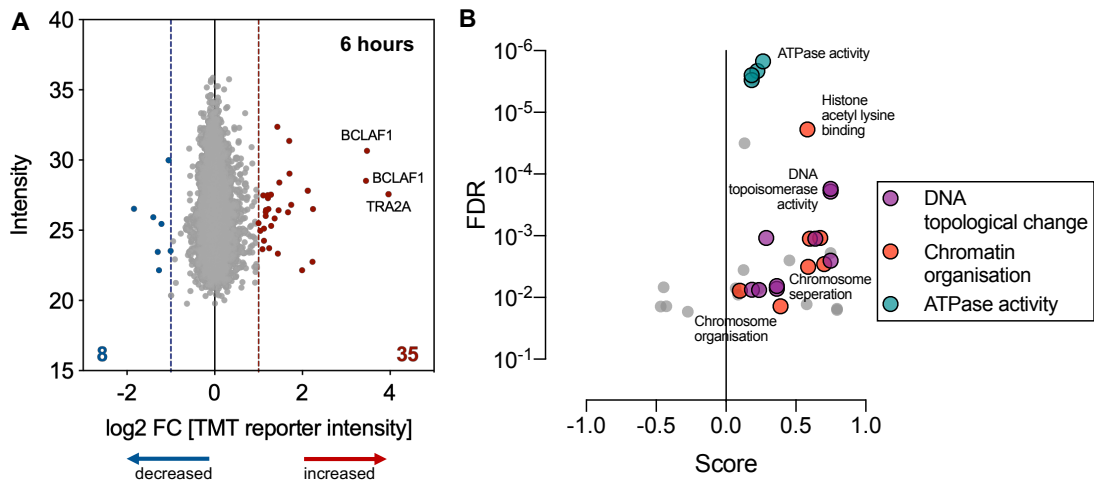 A
40
35
30
25
20
15
Intensity
6 hours
BCLAF1
BCLAF1
TRA2A
8
35
-2
0
2
4
log2 FC [TMT reporter intensity]
decreased
increased
B
10-6
10-5
10-4
10-3
10-2
10-1
FDR
ATPase activity
Histone
acetyl lysine
binding
DNA
topoisomerase
activity
Chromosome
seperation
Chromosome
organisation
-1.0
-0.5
0.0
0.5
1.0
Score
DNA
topological change
Chromatin
organisation
ATPase activity